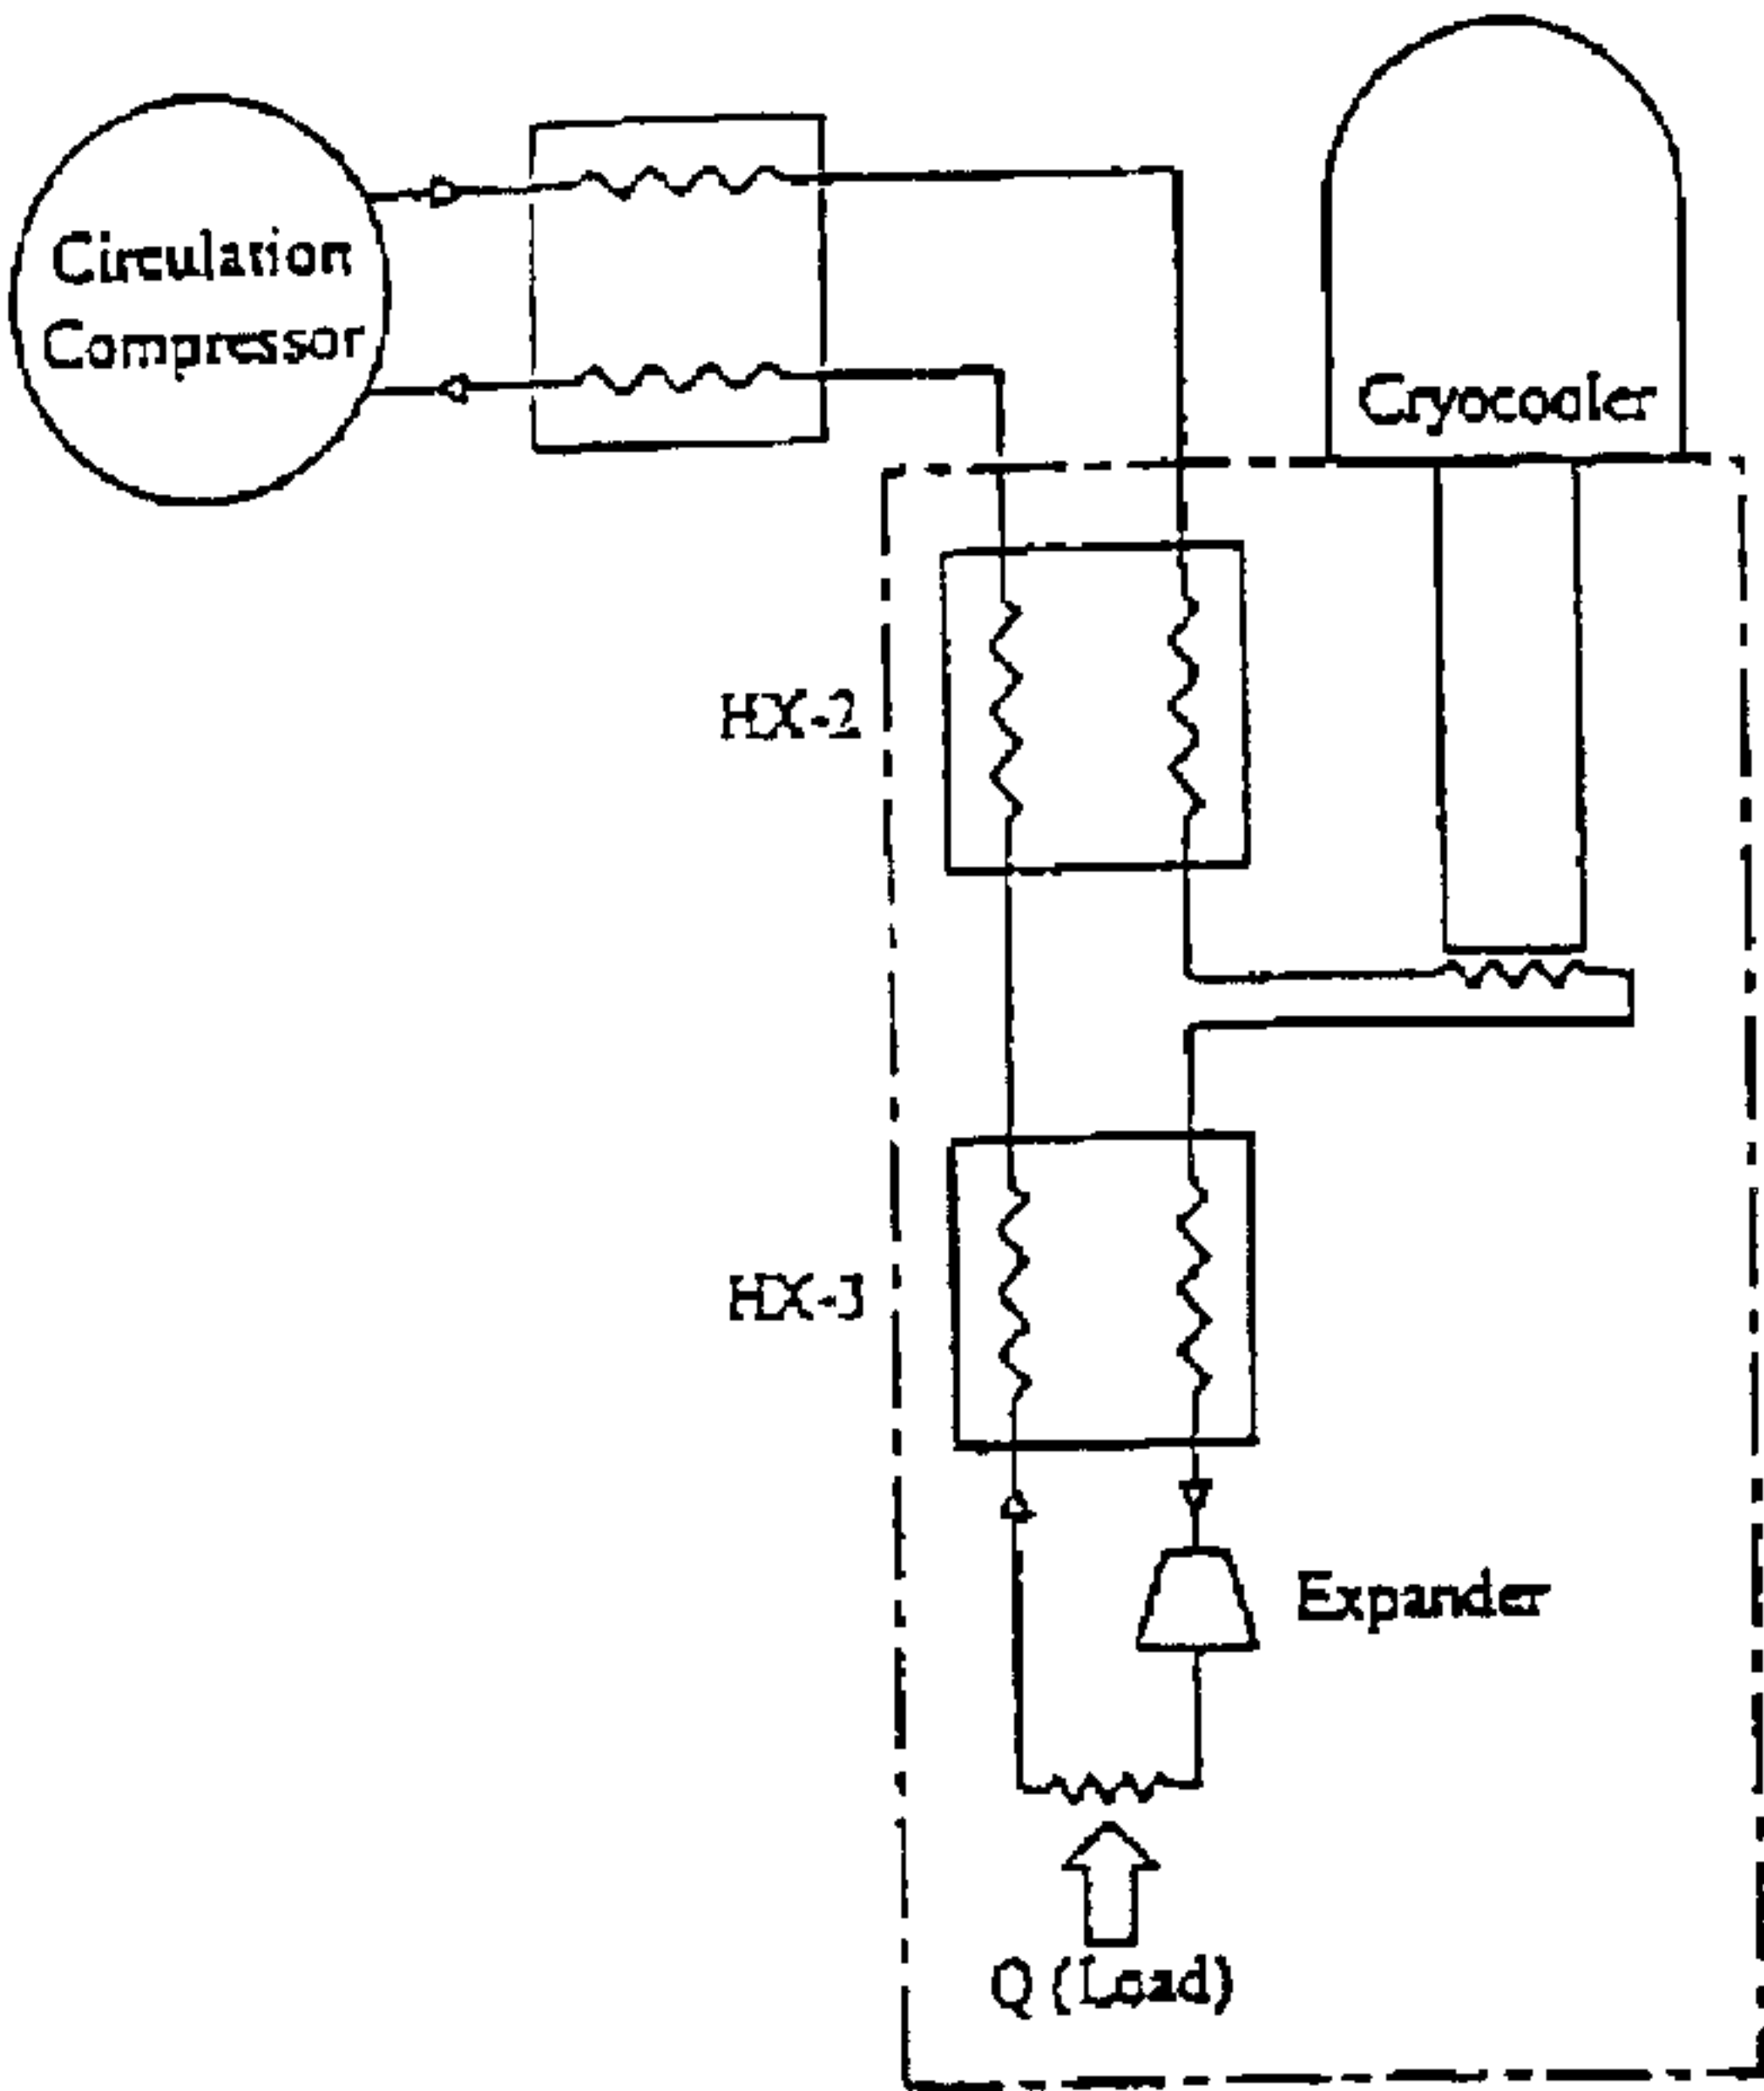 Circulation
Compressor
Cryocooler
HX-2
HX-3
Expander
Q (Load)